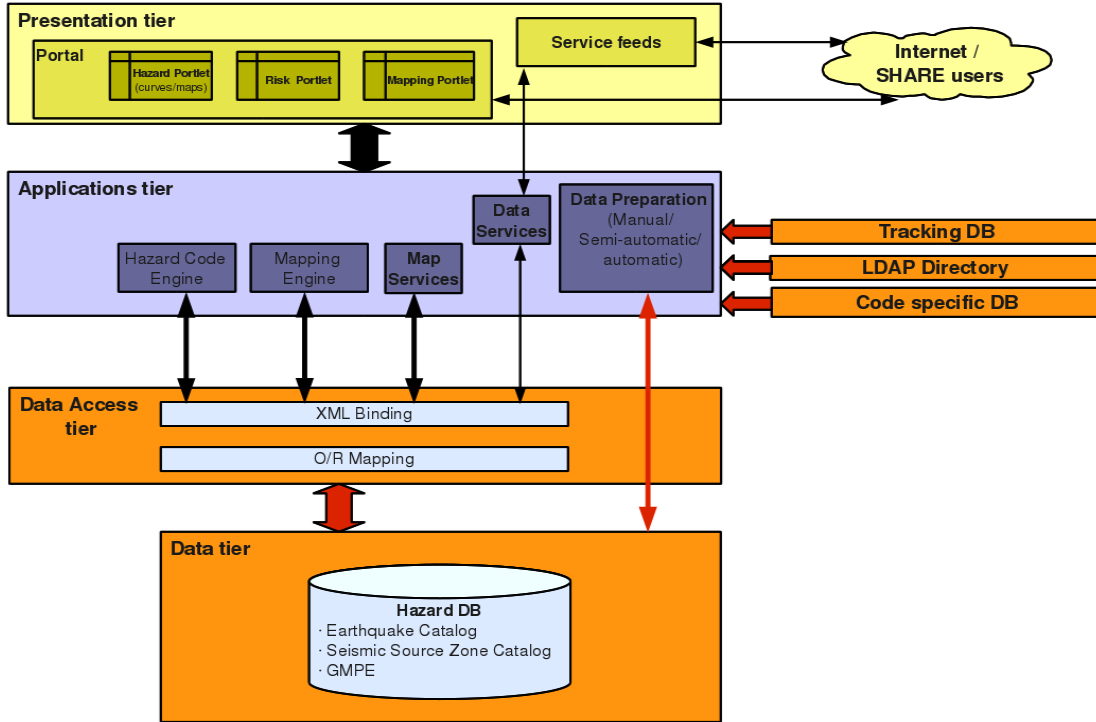 Presentation tier
Portal
Hazard Portlet
(curves/maps)
Risk Portlet
Mapping Portlet
Service feeds
Internet /
SHARE users
Applications tier
Hazard Code
Engine
Mapping
Engine
Map
Services
Data
Services
Data Preparation
(Manual/
Semi-automatic/
automatic)
Tracking DB
LDAP Directory
Code specific DB
Data Access
tier
XML Binding
O/R Mapping
Data tier
Hazard DB
· Earthquake Catalog
· Seismic Source Zone Catalog
· GMPE